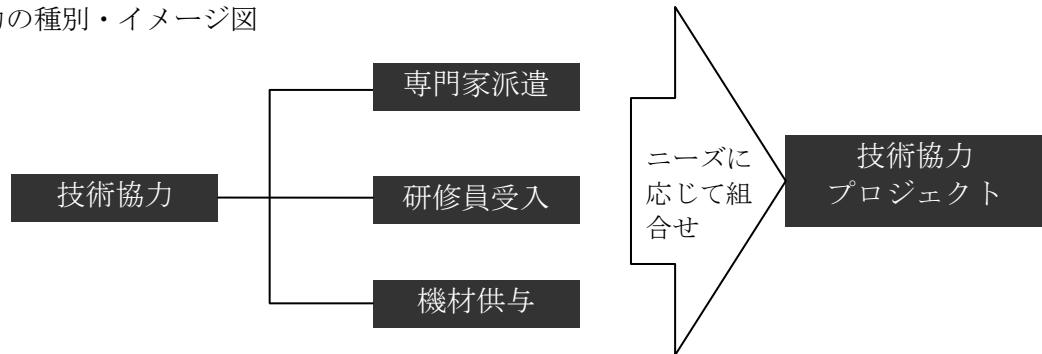 の種別・イメージ図
専門家派遣
技術協力
研修員受入
機材供与
ニーズに
応じて組
合せ
技術協力
プロジェクト